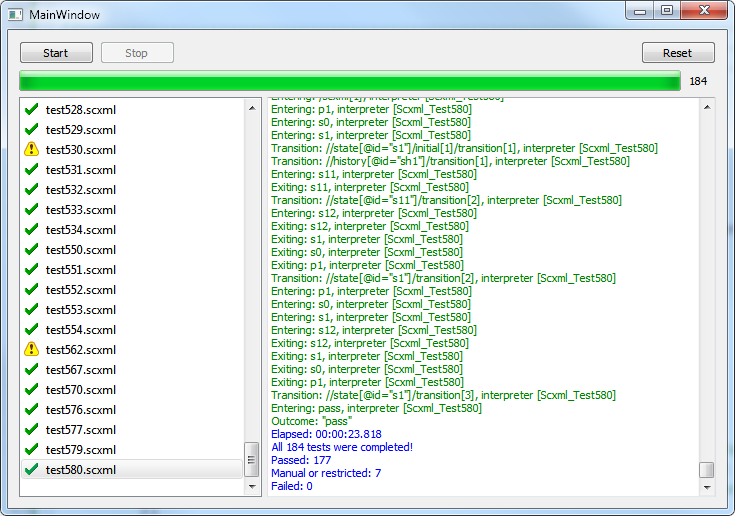 MainWindow
Start
Stop
Reset
184
test528.scxml
test529.scxml
test530.scxml
test531.scxml
test532.scxml
test533.scxml
test534.scxml
test550.scxml
test551.scxml
test552.scxml
test553.scxml
test554.scxml
test562.scxml
test567.scxml
test570.scxml
test576.scxml
test577.scxml
test579.scxml
test580.scxml
Entering: /scxml[1], interpreter [Scxml_Test580]
Entering: p1, interpreter [Scxml_Test580]
Entering: s0, interpreter [Scxml_Test580]
Entering: s1, interpreter [Scxml_Test580]
Transition: //state[@id="s1"]/initial[1]/transition[1], interpreter [Scxml_Test580]
Transition: //history[@id="sh1"]/transition[1], interpreter [Scxml_Test580]
Entering: s11, interpreter [Scxml_Test580]
Exiting: s11, interpreter [Scxml_Test580]
Transition: //state[@id="s11"]/transition[2], interpreter [Scxml_Test580]
Entering: s12, interpreter [Scxml_Test580]
Exiting: s12, interpreter [Scxml_Test580]
Exiting: s1, interpreter [Scxml_Test580]
Exiting: s0, interpreter [Scxml_Test580]
Exiting: p1, interpreter [Scxml_Test580]
Transition: //state[@id="s1"]/transition[2], interpreter [Scxml_Test580]
Entering: p1, interpreter [Scxml_Test580]
Entering: s0, interpreter [Scxml_Test580]
Entering: s1, interpreter [Scxml_Test580]
Entering: s12, interpreter [Scxml_Test580]
Exiting: s12, interpreter [Scxml_Test580]
Exiting: s1, interpreter [Scxml_Test580]
Exiting: s0, interpreter [Scxml_Test580]
Exiting: p1, interpreter [Scxml_Test580]
Transition: //state[@id="s1"]/transition[3], interpreter [Scxml_Test580]
Entering: pass, interpreter [Scxml_Test580]
Outcome: "pass"
Elapsed: 00:00:23.818
All 184 tests were completed!
Passed: 177
Manual or restricted: 7
Failed: 0